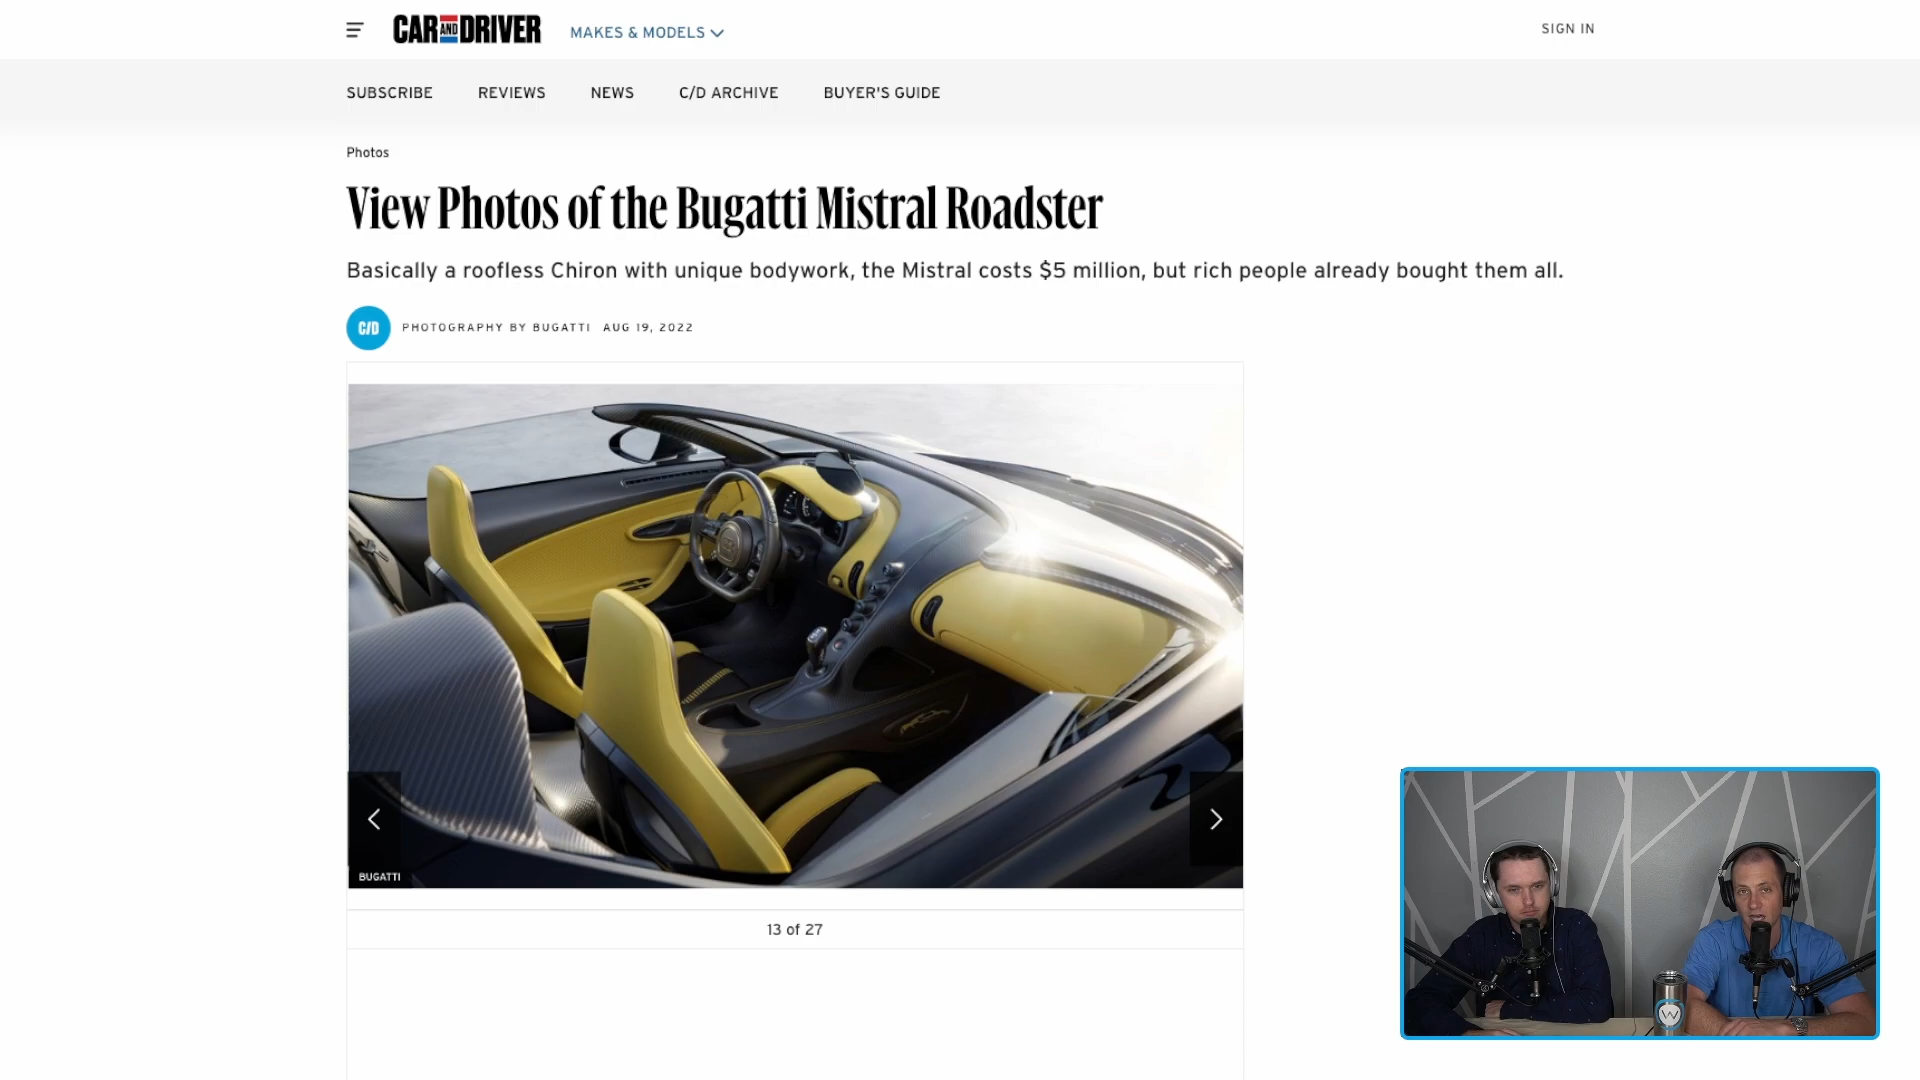 CAR AND DRIVER
MAKES & MODELS
SIGN IN
SUBSCRIBE
REVIEWS
NEWS
C/D ARCHIVE
BUYER'S GUIDE
Photos
View Photos of the Bugatti Mistral Roadster
Basically a roofless Chiron with unique bodywork, the Mistral costs $5 million, but rich people already bought them all.
C/D
PHOTOGRAPHY BY BUGATTI AUG 19, 2022
BUGATTI
13 of 27
W